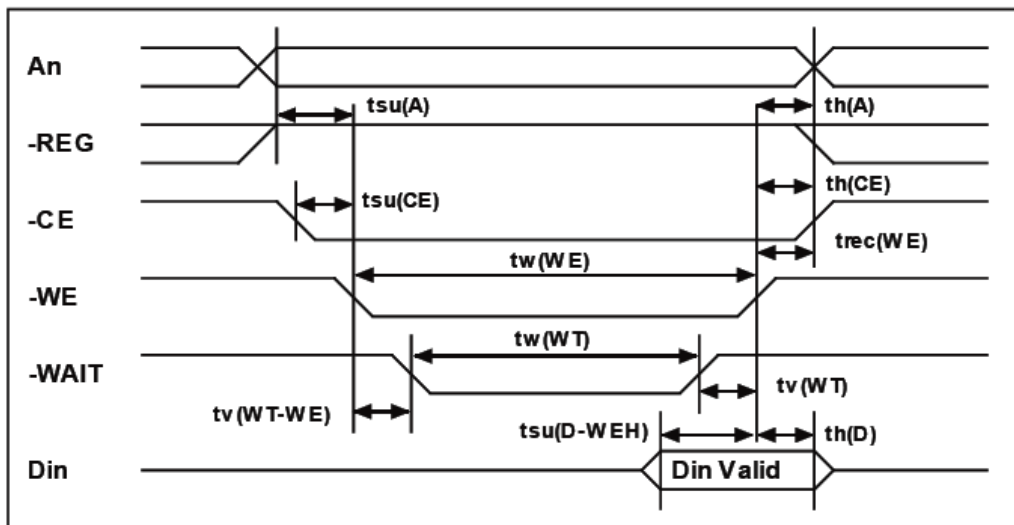 An
tsu(A)
th(A)
-REG
th(CE)
tsu(CE)
-CE
trec(WE)
tw(WE)
-WE
tw(WT)
-WAIT
tv(WT)
tv(WT-WE)
tsu(D-WEH)
th(D)
Din
Din Valid